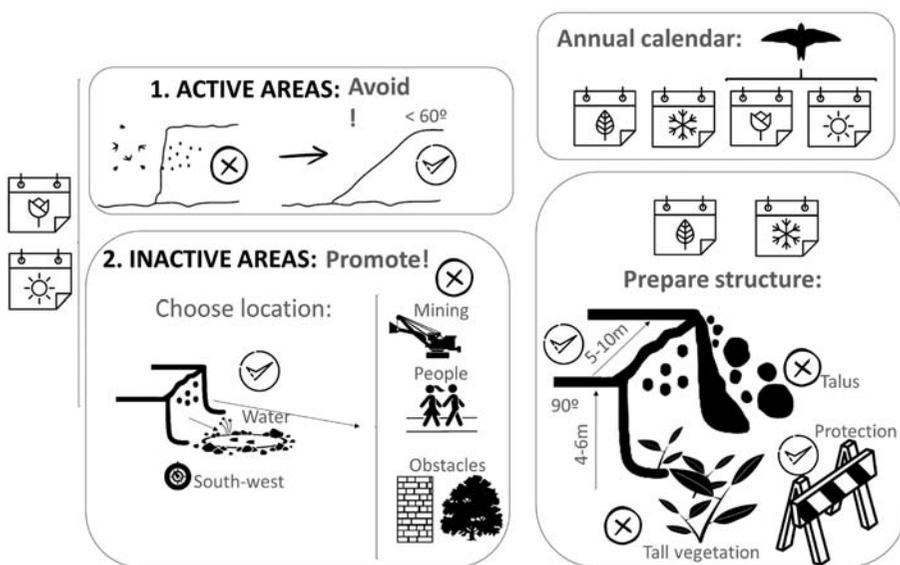 Annual calendar:
1. ACTIVE AREAS: Avoid
!
< 60º
2. INACTIVE AREAS: Promote!
Choose location:
Water
South-west
Mining
People
Obstacles
Prepare structure:
5-10m
Talus
90º
4-6m
Protection
Tall vegetation